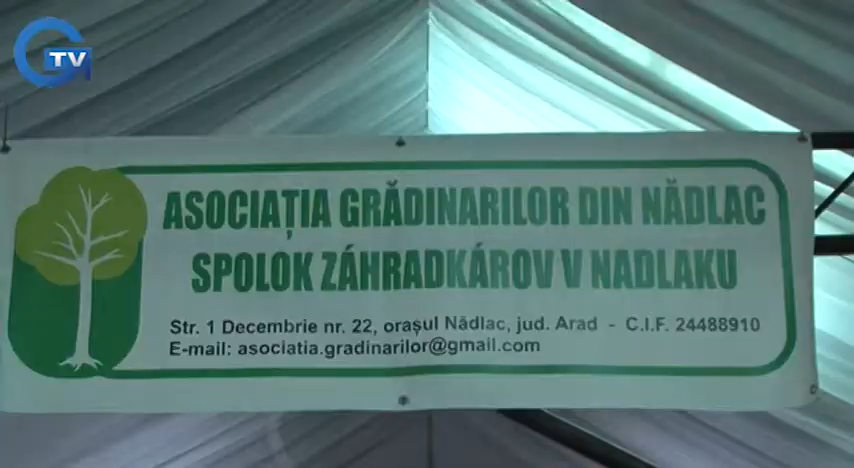 GTV
ASOCIAȚIA GRĂDINARILOR DIN NĂDLAC
SPOLOK ZÁHRADKÁROV V NADLAKU
Str. 1 Decembrie nr. 22, orașul Nădlac, jud. Arad - C.I.F. 24488910
E-mail: asociatia.gradinarilor@gmail.com